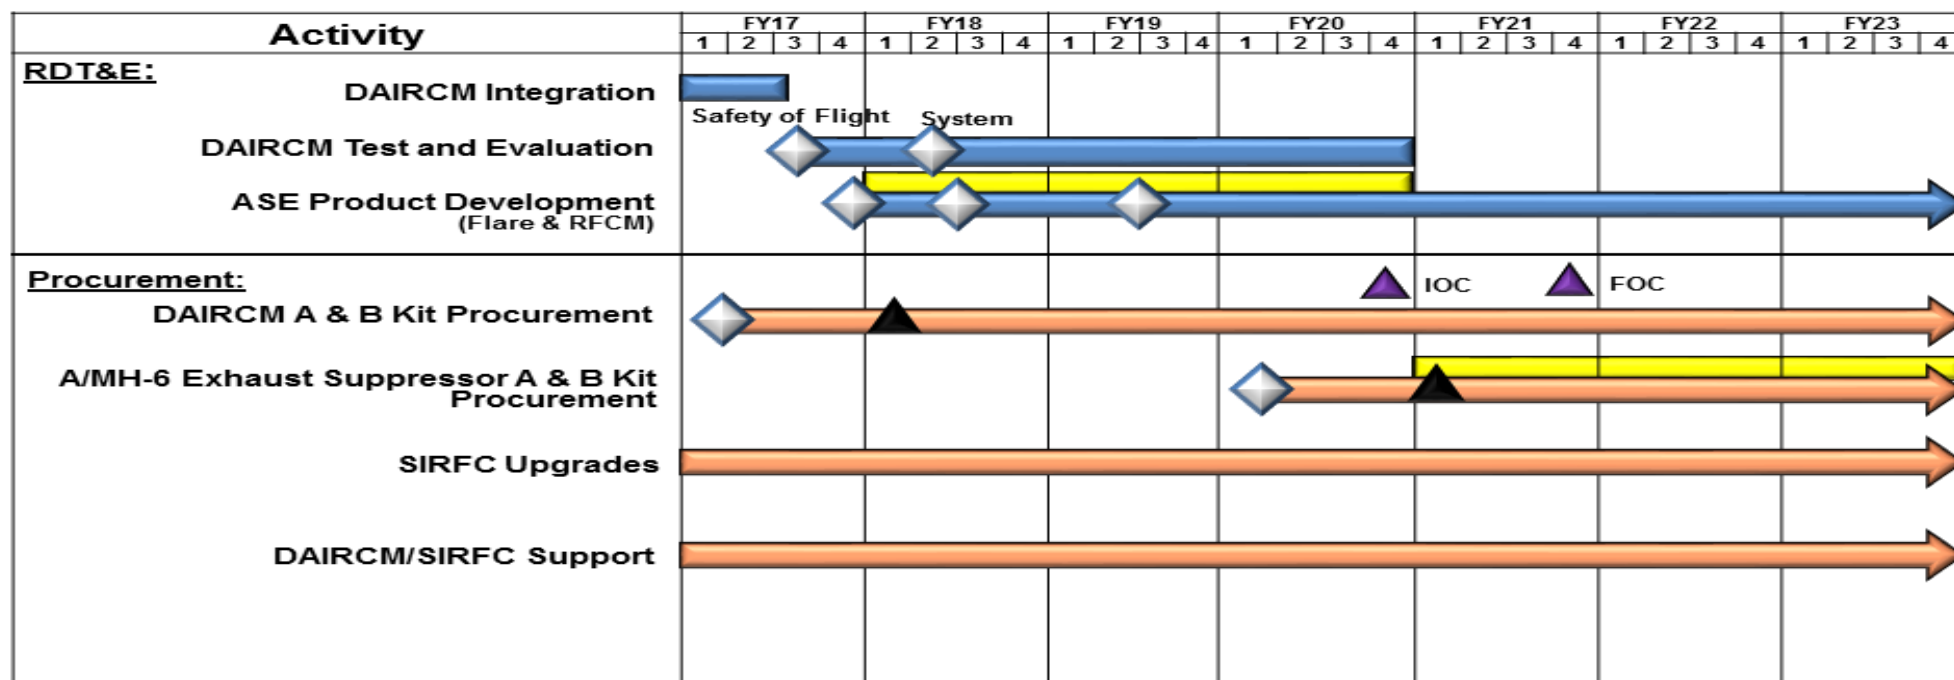 Activity
FY17 FY18 FY19 FY20 FY21 FY22 FY23
1 2 3 4 1 2 3 4 1 2 3 4 1 2 3 4 1 2 3 4 1 2 3 4 1 2 3 4
RDT&E:
DAIRCM Integration
Safety of Flight System
DAIRCM Test and Evaluation
ASE Product Development
(Flare & RFCM)
Procurement:
IOC FOC
DAIRCM A & B Kit Procurement
A/MH-6 Exhaust Suppressor A & B Kit
Procurement
SIRFC Upgrades
DAIRCM/SIRFC Support